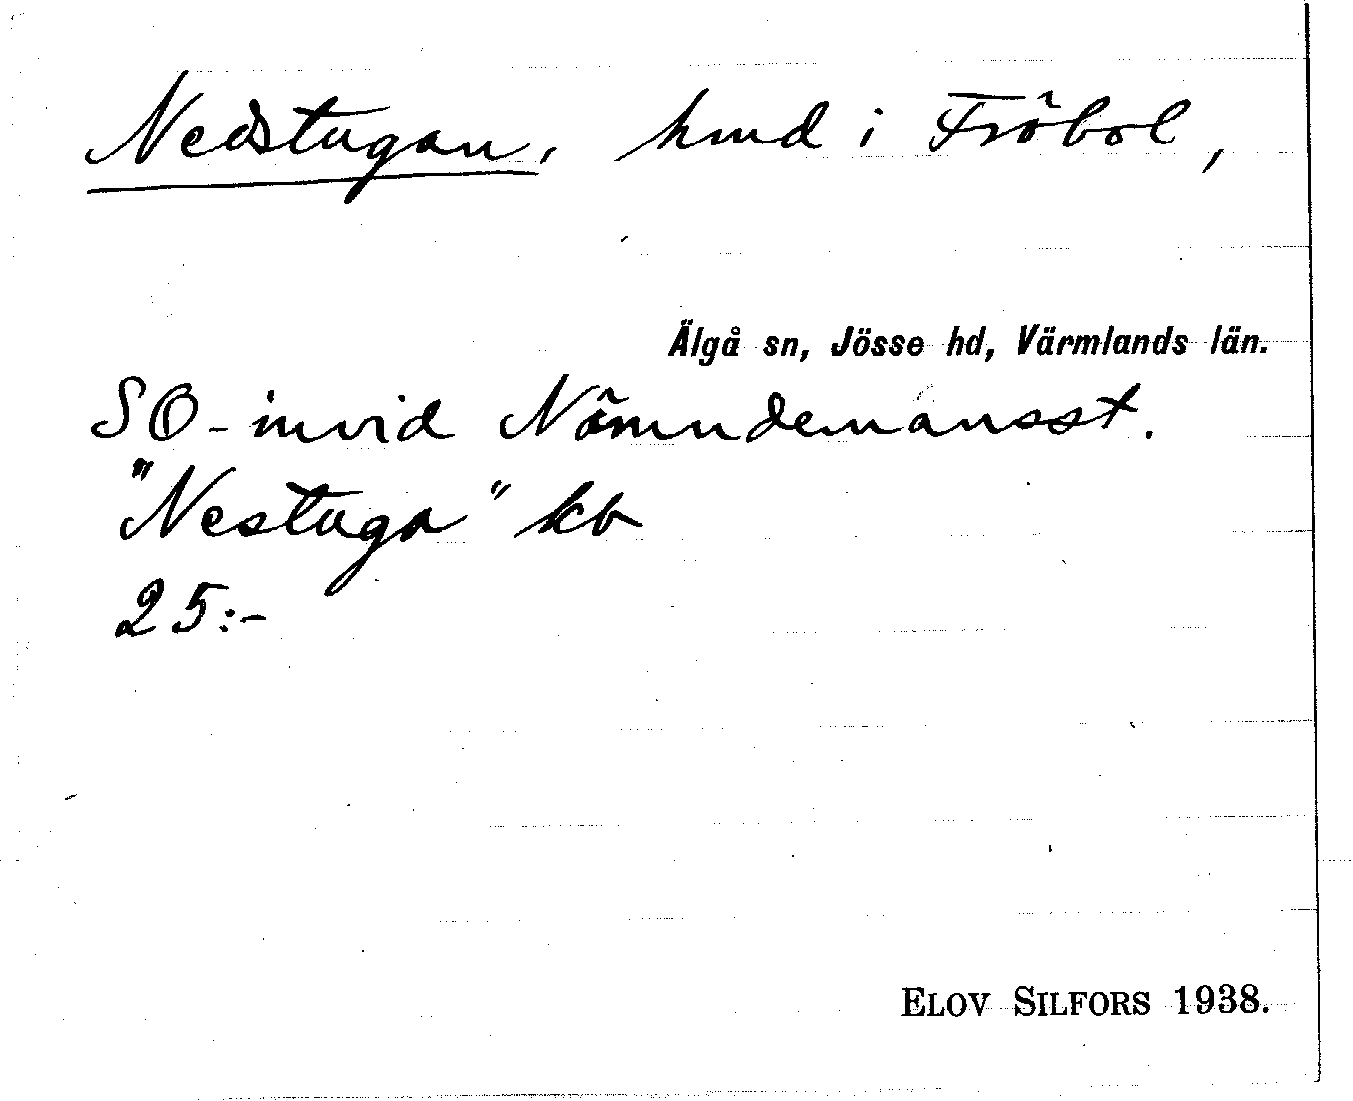 Nedstugan, hmd i Fröbol,
Älgå sn, Jösse hd, Värmlands län.
SO-invid Nämndemansst.
"Nestuga" kb
25:-
ELOV SILFORS 1938.